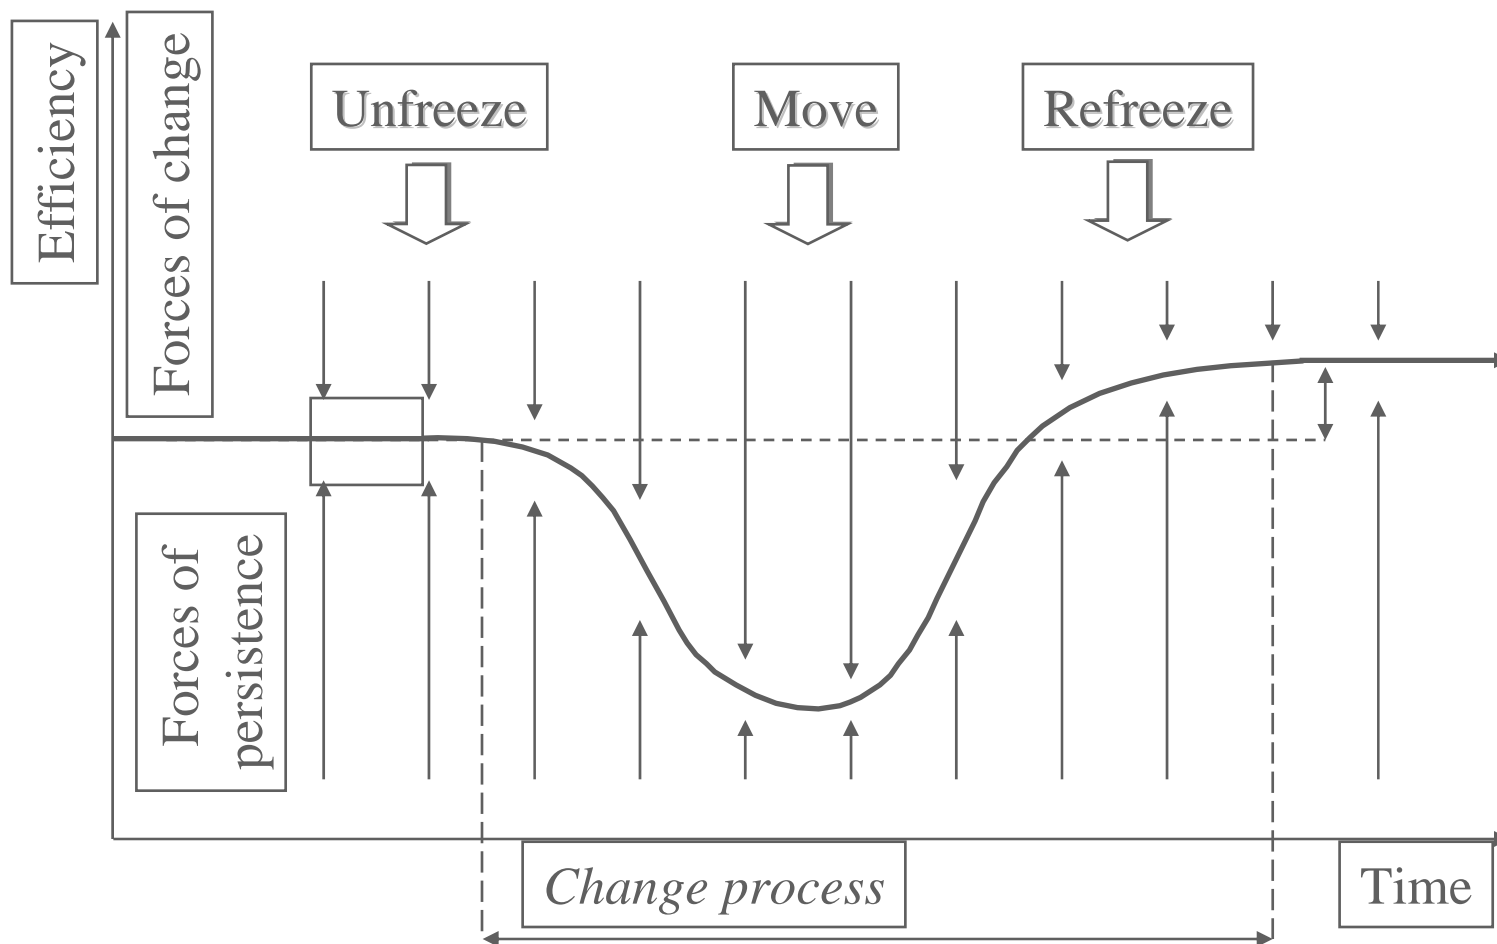 Efficiency
Forces of change
Unfreeze
Move
Refreeze
Forces of
persistence
Change process
Time